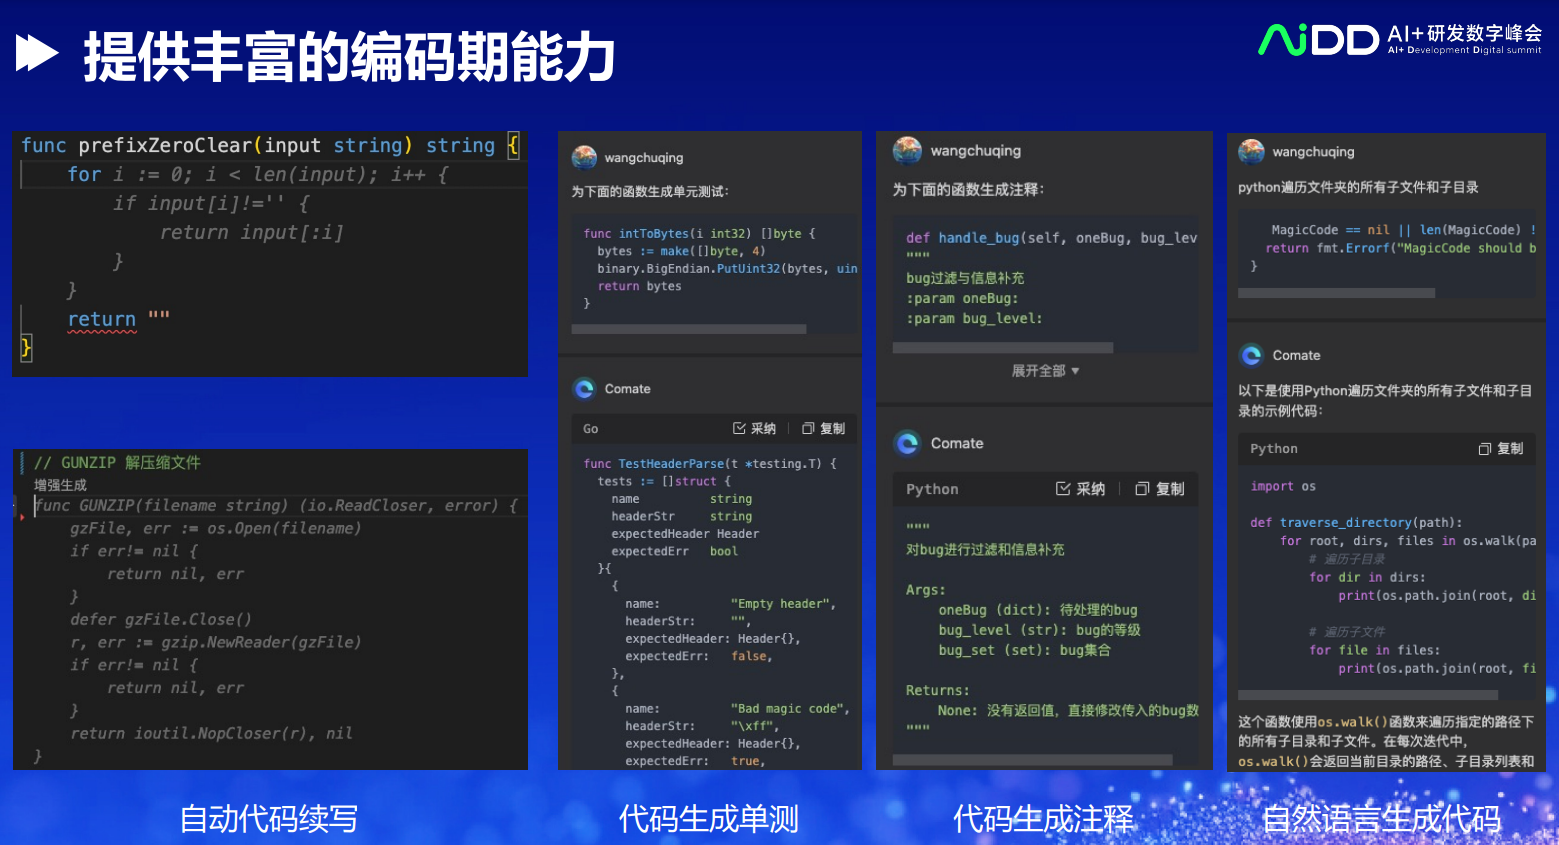 提供丰富的编码期能力
AiDD AI+研发数字峰会
AI+ Development Digital summit
func prefixZeroClear(input string) string {
for i := 0; i < len(input); i++ {
if input[i]!='' {
return input[:i]
}
}
return ""
}
// GUNZIP 解压缩文件
增强生成
func GUNZIP(filename string) (io.ReadCloser, error) {
gzFile, err := os.Open(filename)
if err!= nil {
return nil, err
}
defer gzFile.Close()
r, err := gzip.NewReader(gzFile)
if err!= nil {
return nil, err
}
return ioutil.NopCloser(r), nil
}
自动代码续写
wangchuqing
为下面的函数生成单元测试：
func intToBytes(i int32) []byte {
bytes := make([]byte, 4)
binary.BigEndian.PutUint32(bytes, uin
return bytes
}
Comate
Go 采纳 复制
func TestHeaderParse(t *testing.T) {
tests := []struct {
name string
headerStr string
expectedHeader Header
expectedErr bool
}{
{
name: "Empty header",
headerStr: "",
expectedHeader: Header{},
expectedErr: false,
},
{
name: "Bad magic code",
headerStr: "\xff",
expectedHeader: Header{},
expectedErr: true,
代码生成单测
wangchuqing
为下面的函数生成注释：
def handle_bug(self, oneBug, bug_lev
"""
bug过滤与信息补充
:param oneBug:
:param bug_level:
展开全部
Comate
Python 采纳 复制
"""
对bug进行过滤和信息补充
Args:
oneBug (dict): 待处理的bug
bug_level (str): bug的等级
bug_set (set): bug集合
Returns:
None: 没有返回值，直接修改传入的bug数
"""
代码生成注释
wangchuqing
python遍历文件夹的所有子文件和子目录
MagicCode == nil || len(MagicCode) !
return fmt.Errorf("MagicCode should b
}
Comate
以下是使用Python遍历文件夹的所有子文件和子目
录的示例代码：
Python 复制
import os
def traverse_directory(path):
for root, dirs, files in os.walk(pa
# 遍历子目录
for dir in dirs:
print(os.path.join(root, di
# 遍历子文件
for file in files:
print(os.path.join(root, fi
这个函数使用os.walk()函数来遍历指定的路径下
的所有子目录和子文件。在每次迭代中，
os.walk()会返回当前目录的路径、子目录列表和
自然语言生成代码